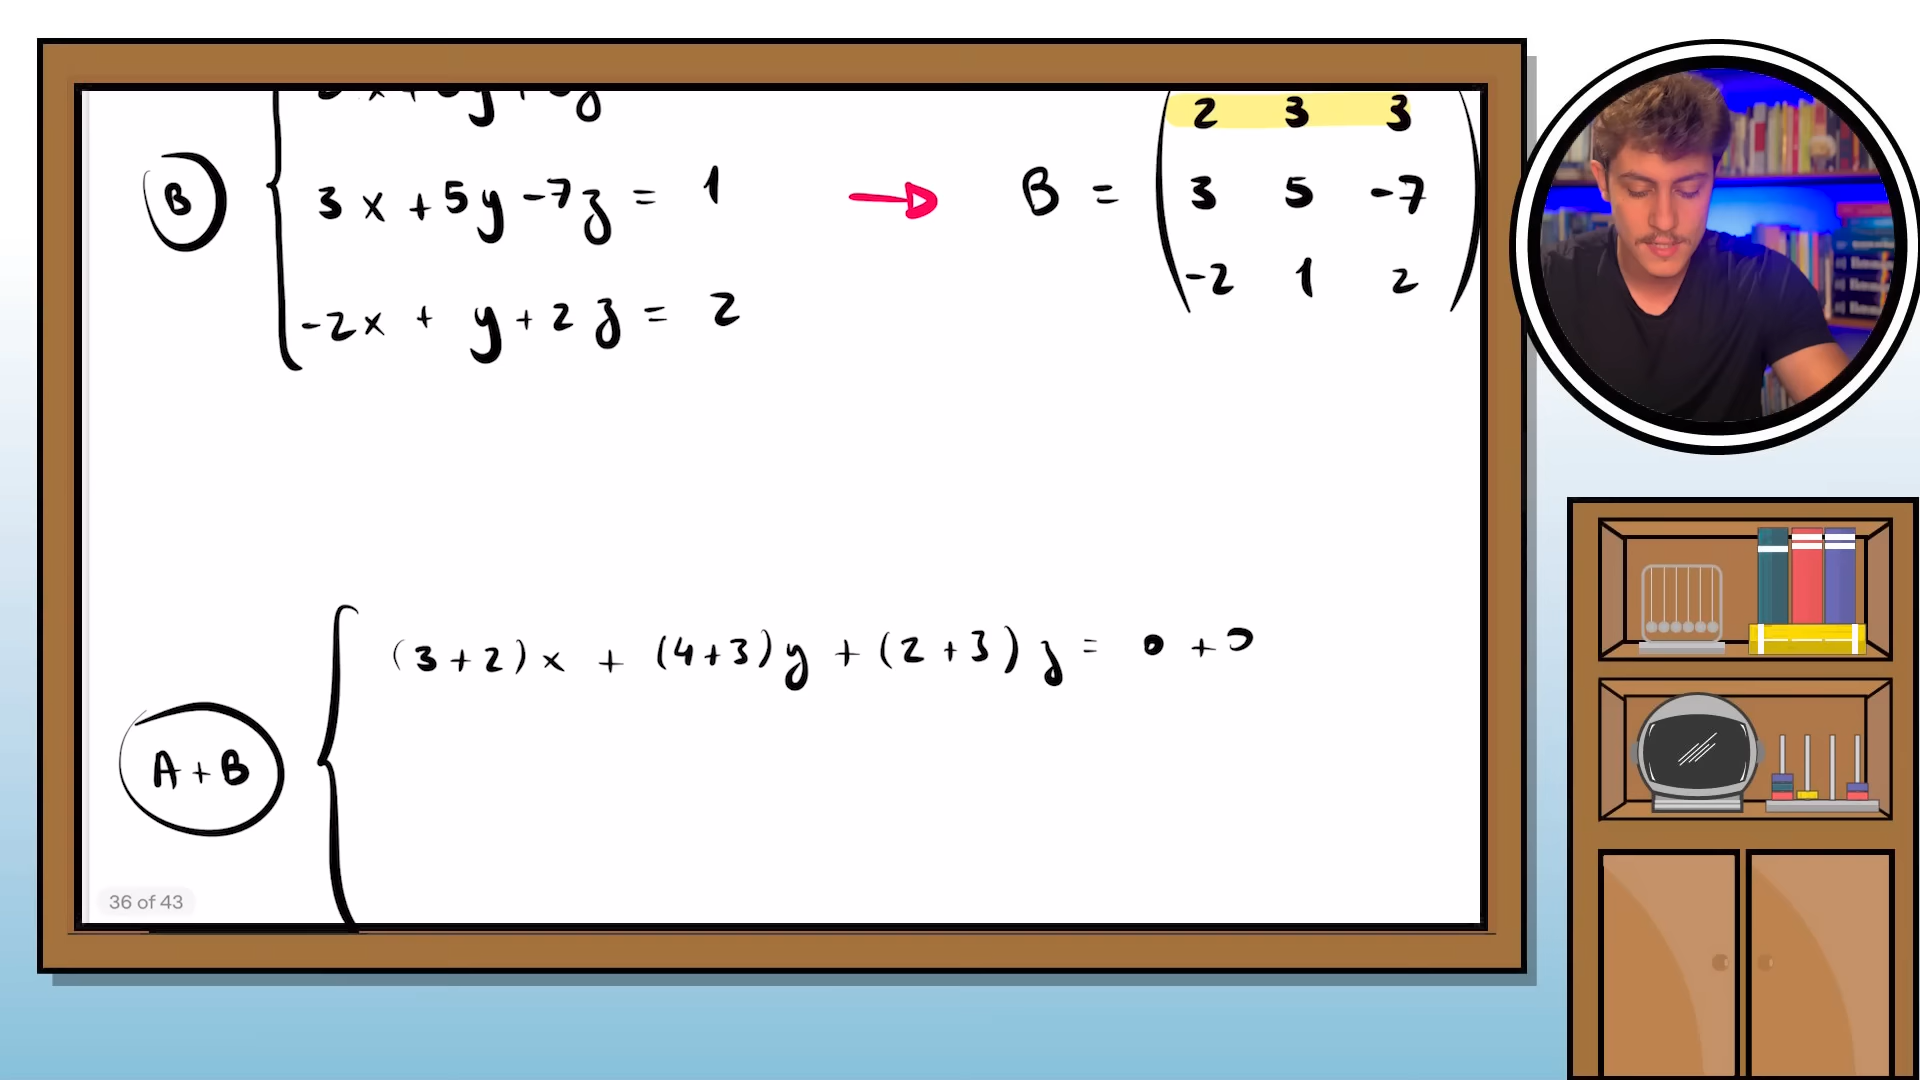 2 3 3
B
3x + 5y - 7z = 1
B =
3 5 -7
-2x + y + 2z = 2
-2 1 2
(3+2)x + (4+3)y + (2+3)z = 0 + 0
A + B
36 of 43